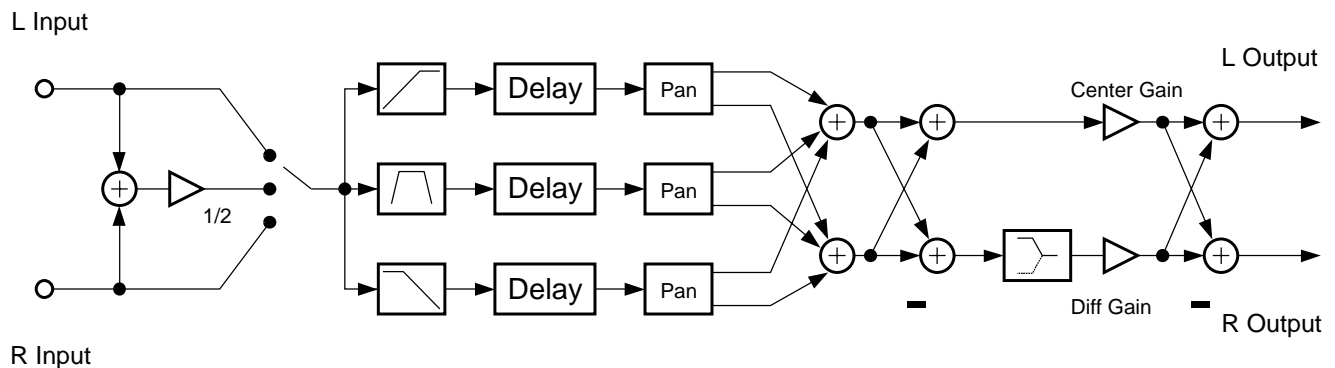 L Input
L Output
Delay
Pan
Center Gain
Delay
Pan
1/2
Delay
Pan
Diff Gain
R Output
R Input